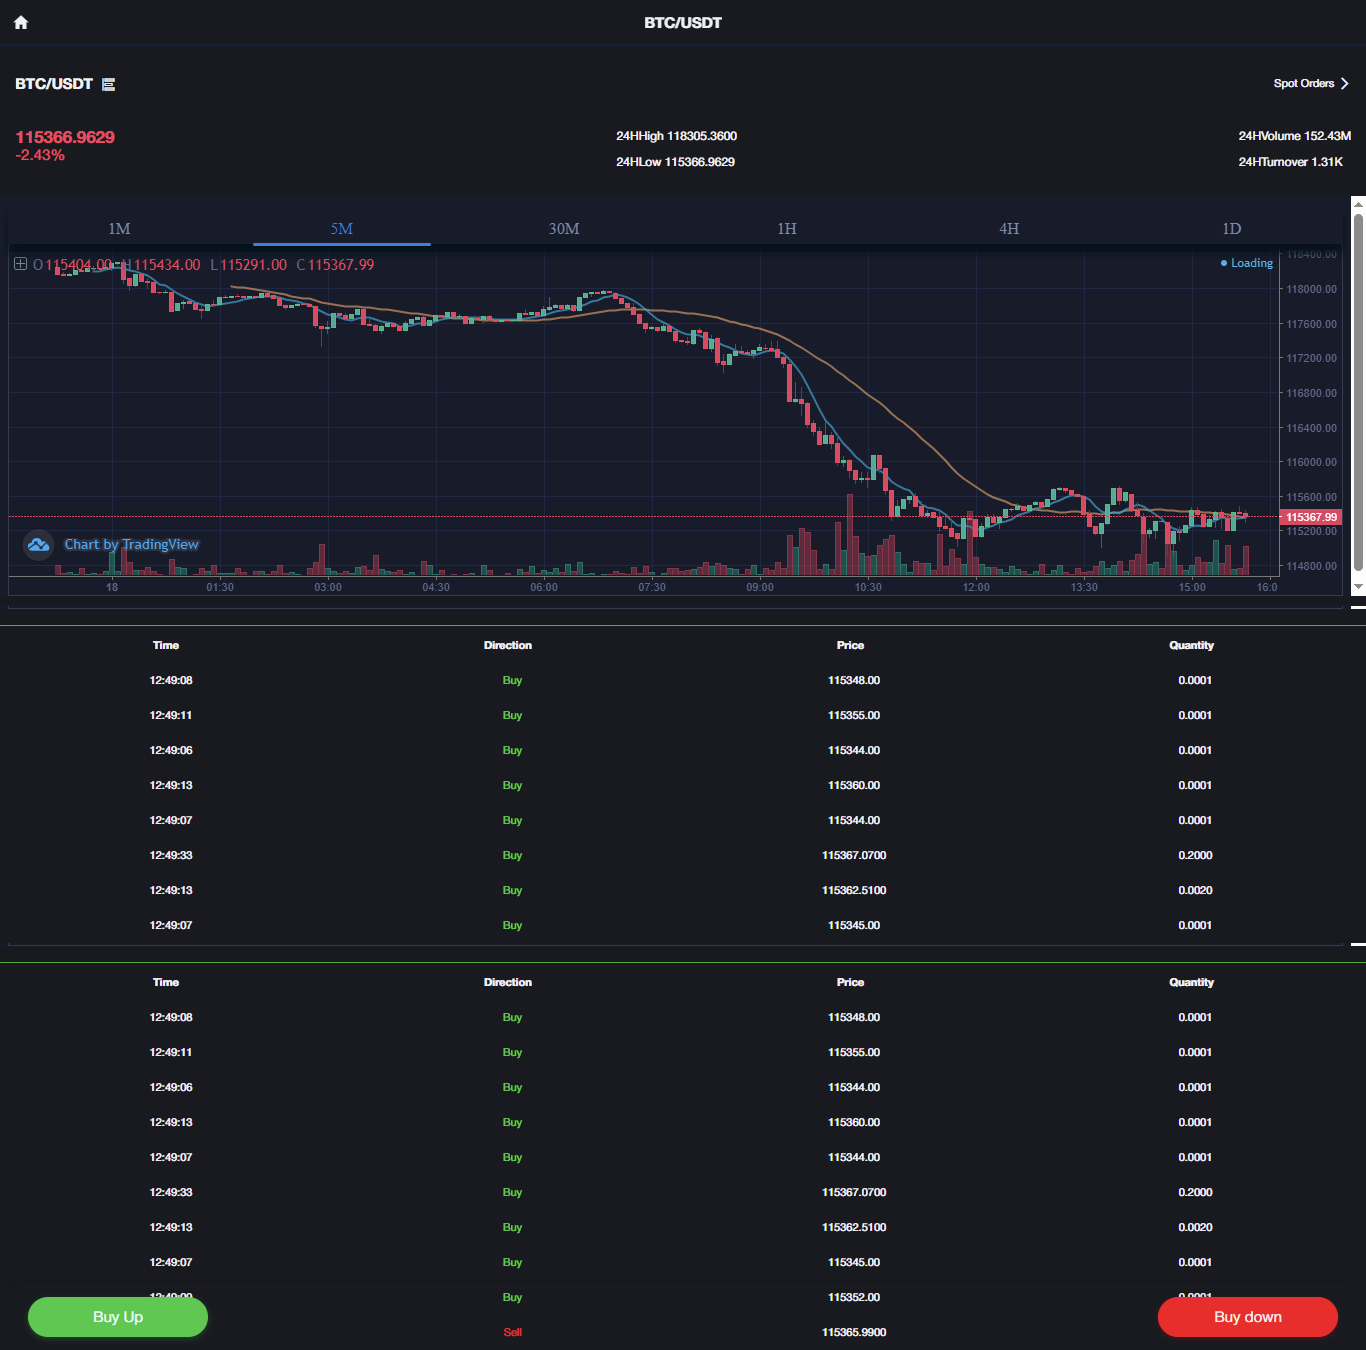 BTC/USDT
BTC/USDT
Spot Orders
115366.9629
-2.43%
24HHigh 118305.3600
24HLow 115366.9629
24HVolume 152.43M
24HTurnover 1.31K
1M 5M 30M 1H 4H 1D
O115404.00 H115434.00 L115291.00 C115367.99
Loading
118400.00
118000.00
117600.00
117200.00
116800.00
116400.00
116000.00
115600.00
115367.99
115200.00
114800.00
Chart by TradingView
18 01:30 03:00 04:30 06:00 07:30 09:00 10:30 12:00 13:30 15:00 16:0
Time Direction Price Quantity
12:49:08 Buy 115348.00 0.0001
12:49:11 Buy 115355.00 0.0001
12:49:06 Buy 115344.00 0.0001
12:49:13 Buy 115360.00 0.0001
12:49:07 Buy 115344.00 0.0001
12:49:33 Buy 115367.0700 0.2000
12:49:13 Buy 115362.5100 0.0020
12:49:07 Buy 115345.00 0.0001
Time Direction Price Quantity
12:49:08 Buy 115348.00 0.0001
12:49:11 Buy 115355.00 0.0001
12:49:06 Buy 115344.00 0.0001
12:49:13 Buy 115360.00 0.0001
12:49:07 Buy 115344.00 0.0001
12:49:33 Buy 115367.0700 0.2000
12:49:13 Buy 115362.5100 0.0020
12:49:07 Buy 115345.00 0.0001
Buy 115352.00 0.0001
Buy Up
Buy down
Sell 115365.9900